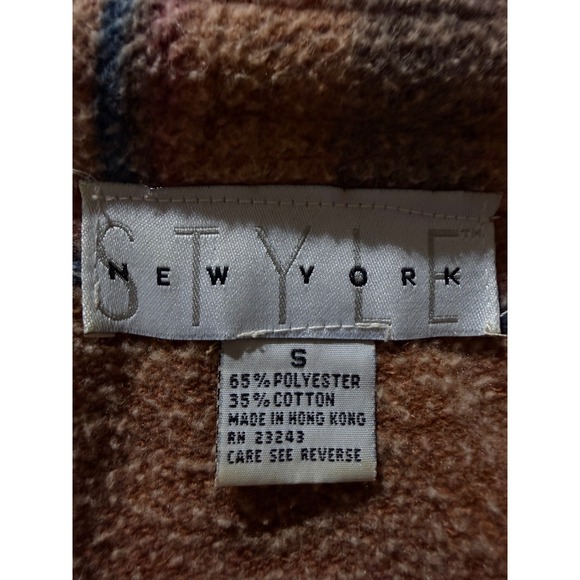 STYLE™
NEW YORK
S
65% POLYESTER
35% COTTON
MADE IN HONG KONG
RN 23243
CARE SEE REVERSE